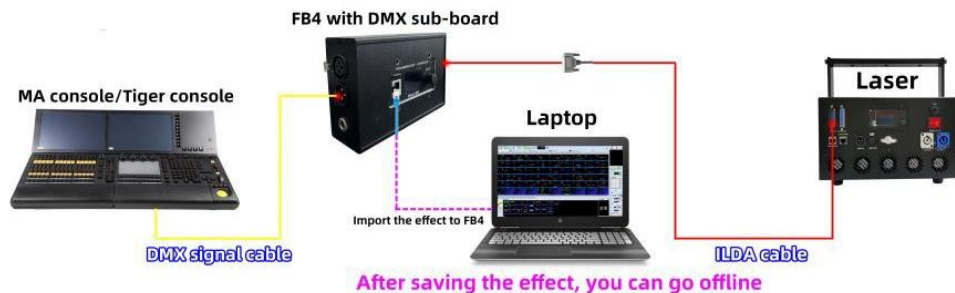 FB4 with DMX sub-board
MA console/Tiger console
Laptop
Laser
Import the effect to FB4
DMX signal cable
ILDA cable
After saving the effect, you can go offline